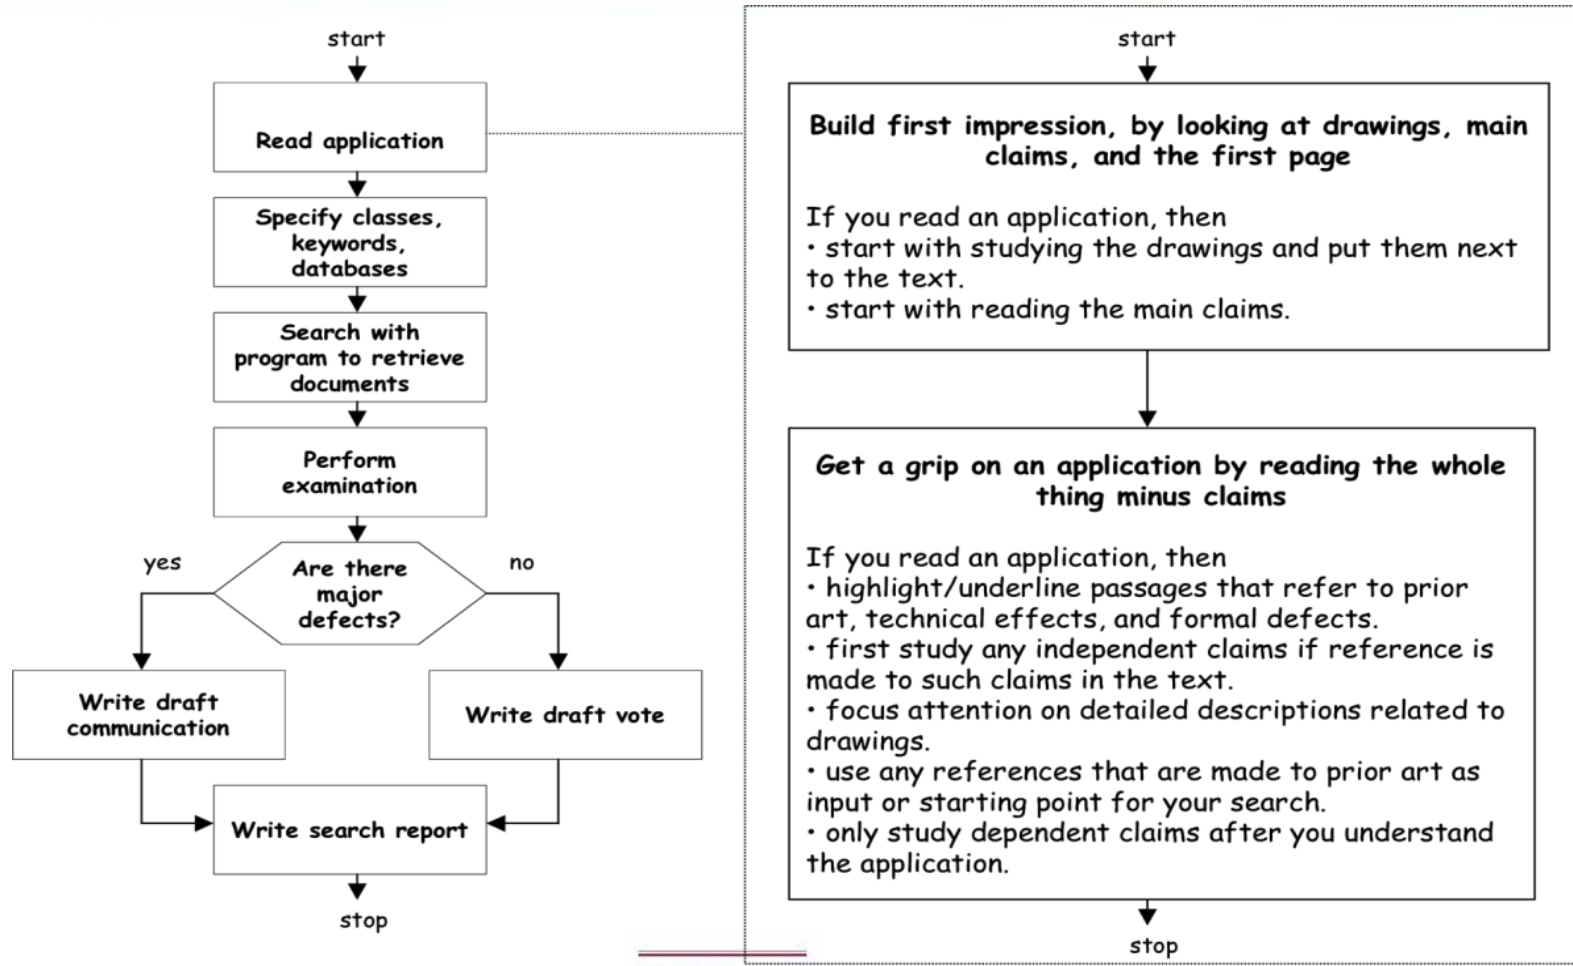 start
Read application
Specify classes,
keywords,
databases
Search with
program to retrieve
documents
Perform
examination
yes
Are there
major
defects?
no
Write draft
communication
Write draft vote
Write search report
stop
start
Build first impression, by looking at drawings, main
claims, and the first page
If you read an application, then
• start with studying the drawings and put them next
to the text.
• start with reading the main claims.
Get a grip on an application by reading the whole
thing minus claims
If you read an application, then
• highlight/underline passages that refer to prior
art, technical effects, and formal defects.
• first study any independent claims if reference is
made to such claims in the text.
• focus attention on detailed descriptions related to
drawings.
• use any references that are made to prior art as
input or starting point for your search.
• only study dependent claims after you understand
the application.
stop